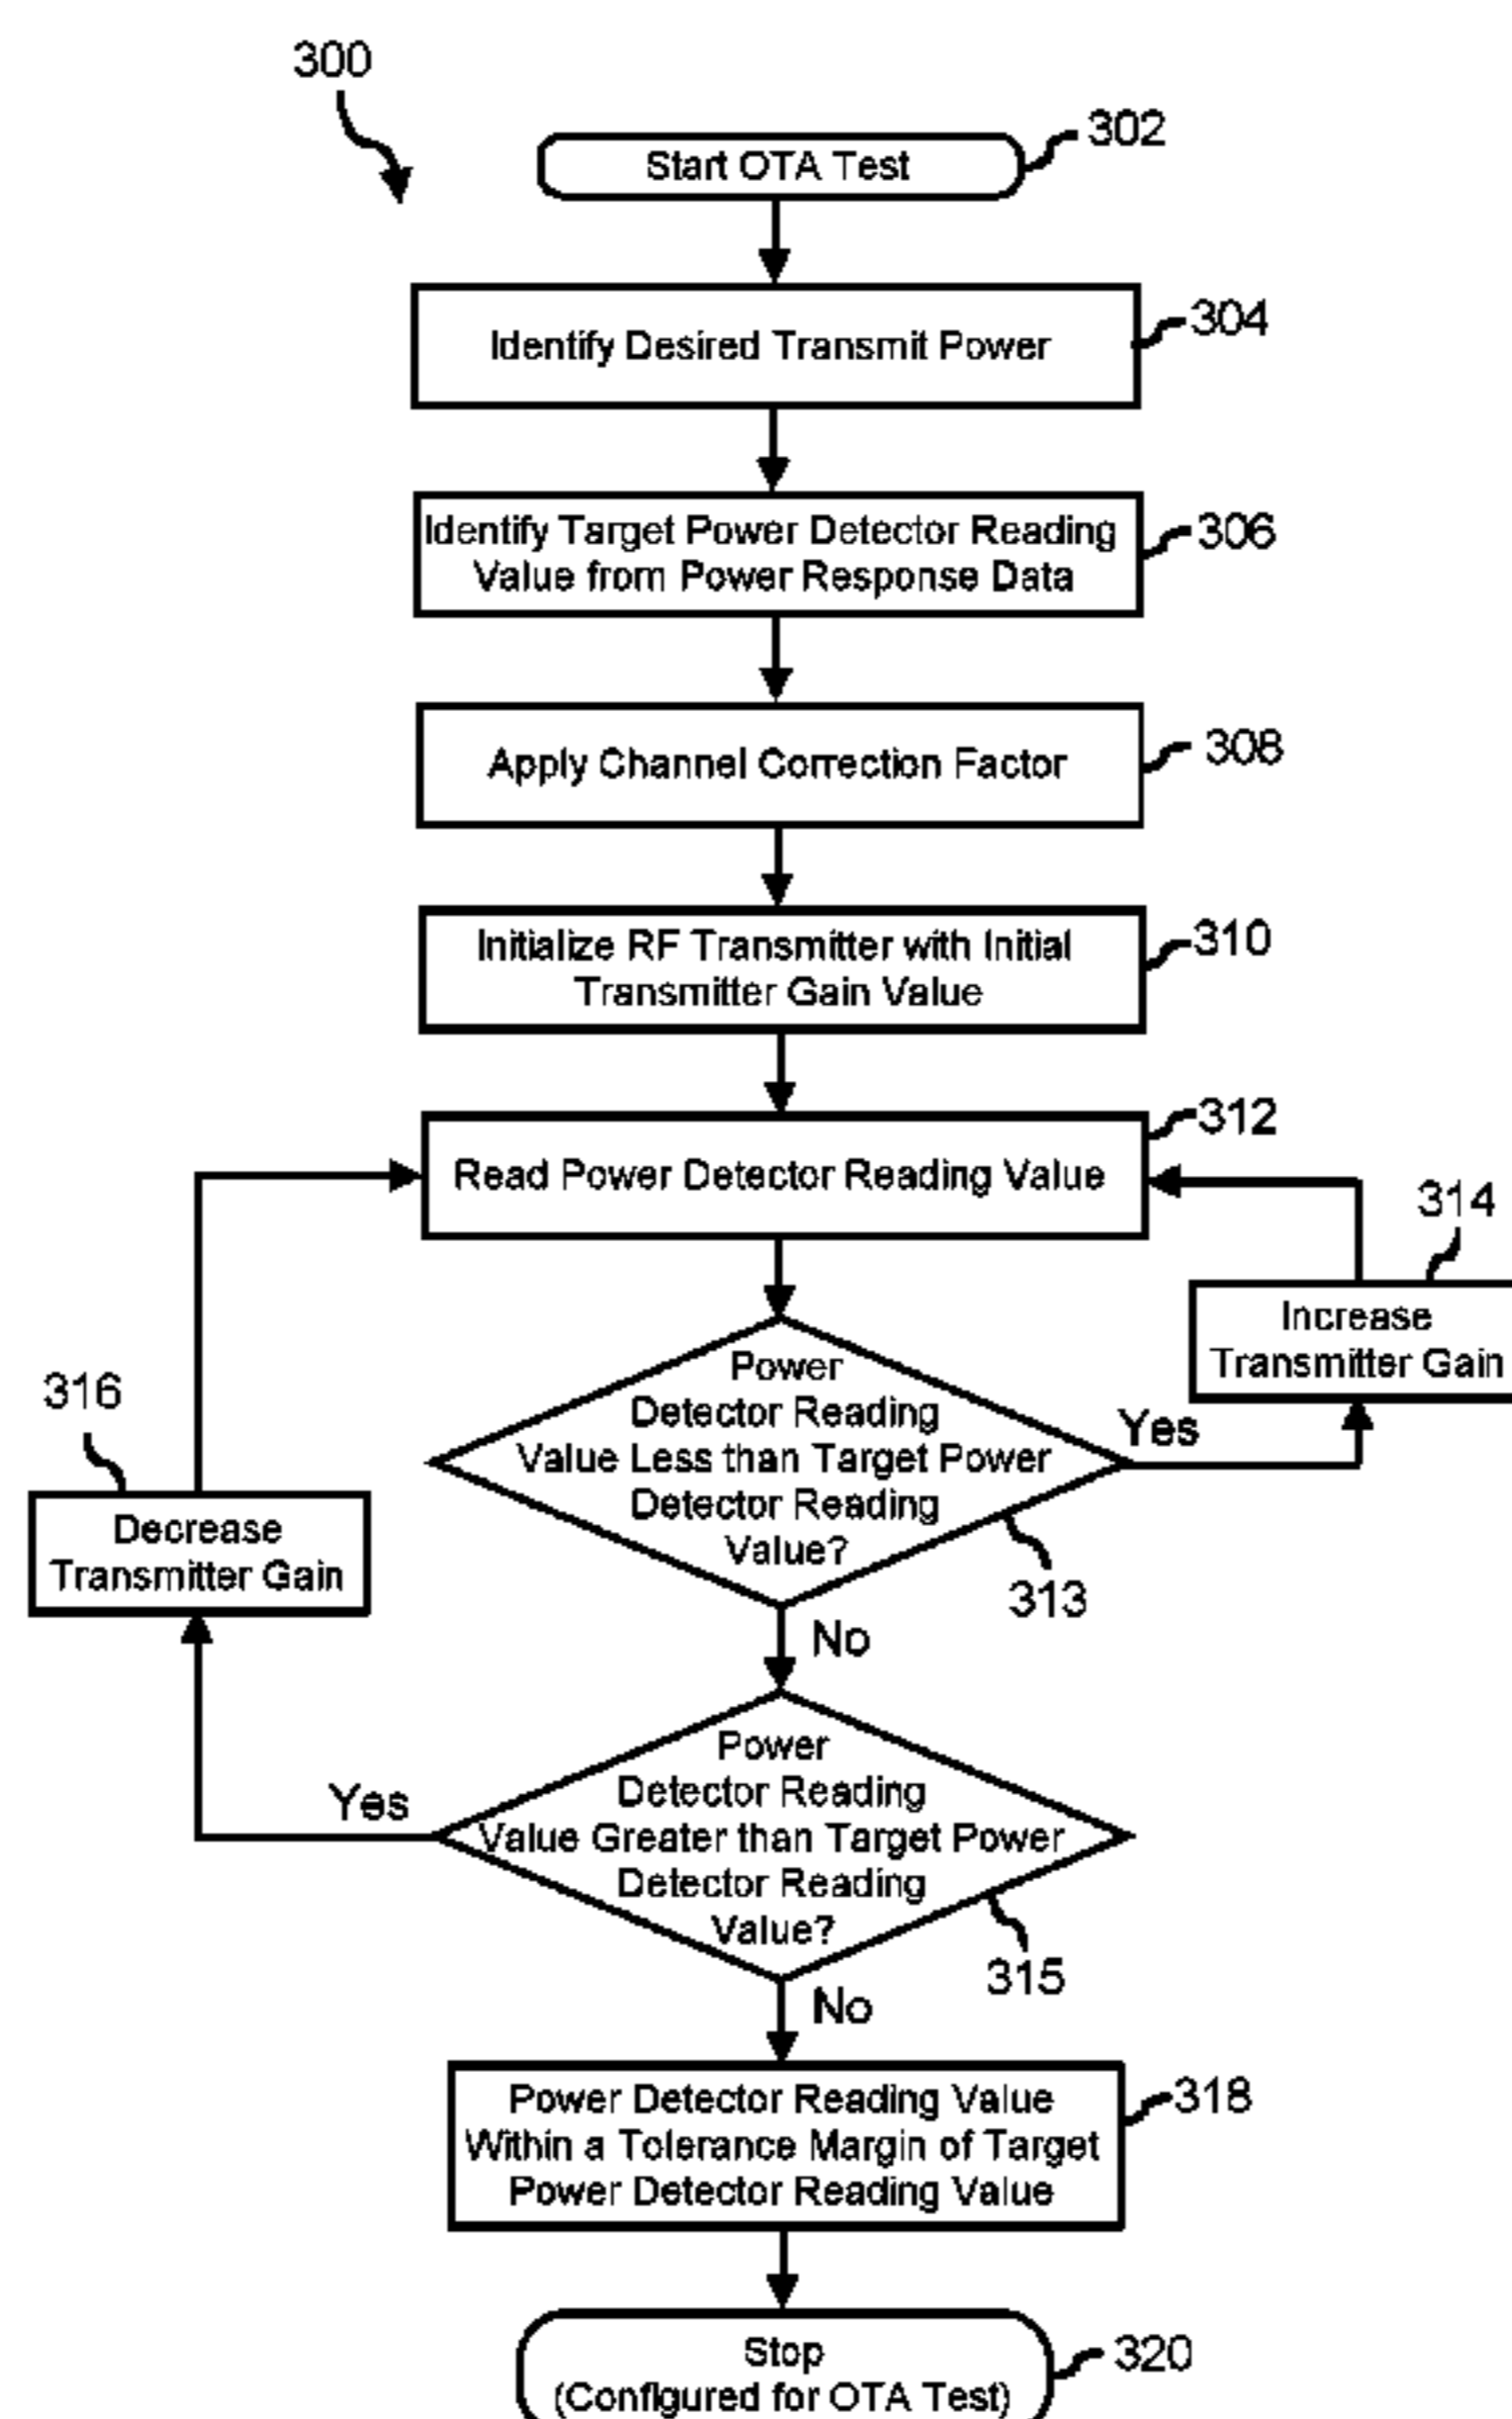 300
Start OTA Test
302
Identify Desired Transmit Power
304
Identify Target Power Detector Reading
Value from Power Response Data
306
Apply Channel Correction Factor
308
Initialize RF Transmitter with Initial
Transmitter Gain Value
310
Read Power Detector Reading Value
312
314
Increase
Transmitter Gain
Power
Detector Reading
Value Less than Target Power
Detector Reading
Value?
Yes
313
316
Decrease
Transmitter Gain
No
Power
Detector Reading
Value Greater than Target Power
Detector Reading
Value?
Yes
315
No
Power Detector Reading Value
Within a Tolerance Margin of Target
Power Detector Reading Value
318
Stop
(Configured for OTA Test)
320